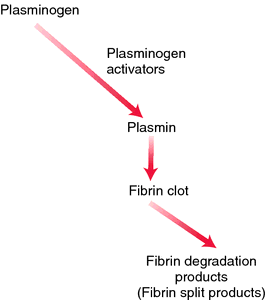 Plasminogen
Plasminogen
activators
Plasmin
Fibrin clot
Fibrin degradation
products
(Fibrin split products)